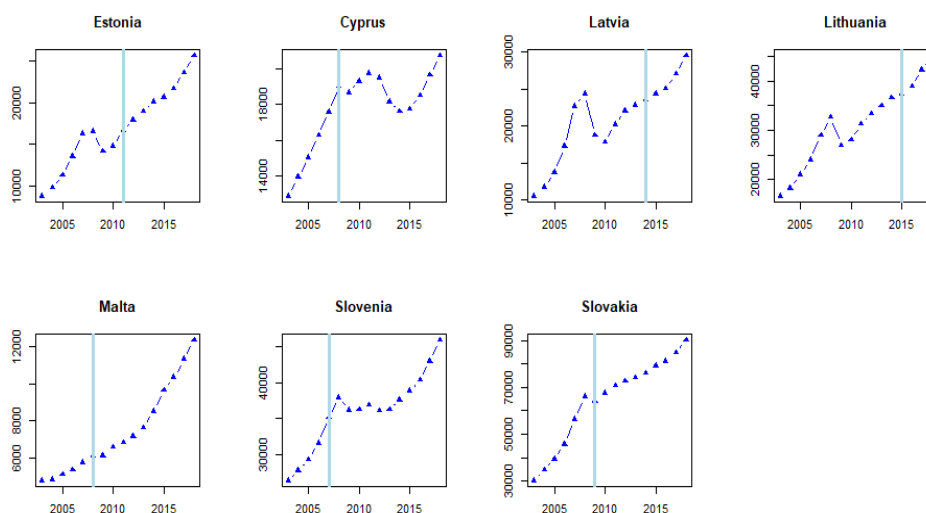 Estonia
10000 20000
2005 2010 2015
Cyprus
14000 18000
2005 2010 2015
Latvia
10000 20000 30000
2005 2010 2015
Lithuania
20000 30000 40000
2005 2010 2015
Malta
6000 8000 12000
2005 2010 2015
Slovenia
30000 40000
2005 2010 2015
Slovakia
30000 50000 70000 90000
2005 2010 2015